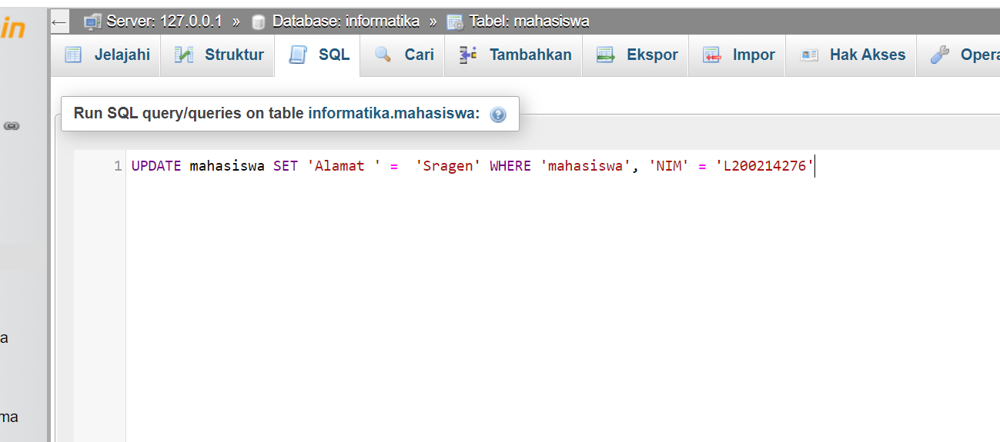 in
Server: 127.0.0.1 » Database: informatika » Tabel: mahasiswa
Jelajahi Struktur SQL Cari Tambahkan Ekspor Impor Hak Akses Opera
Run SQL query/queries on table informatika.mahasiswa:
1 UPDATE mahasiswa SET 'Alamat ' =  'Sragen' WHERE 'mahasiswa', 'NIM' = 'L200214276'
a
ma